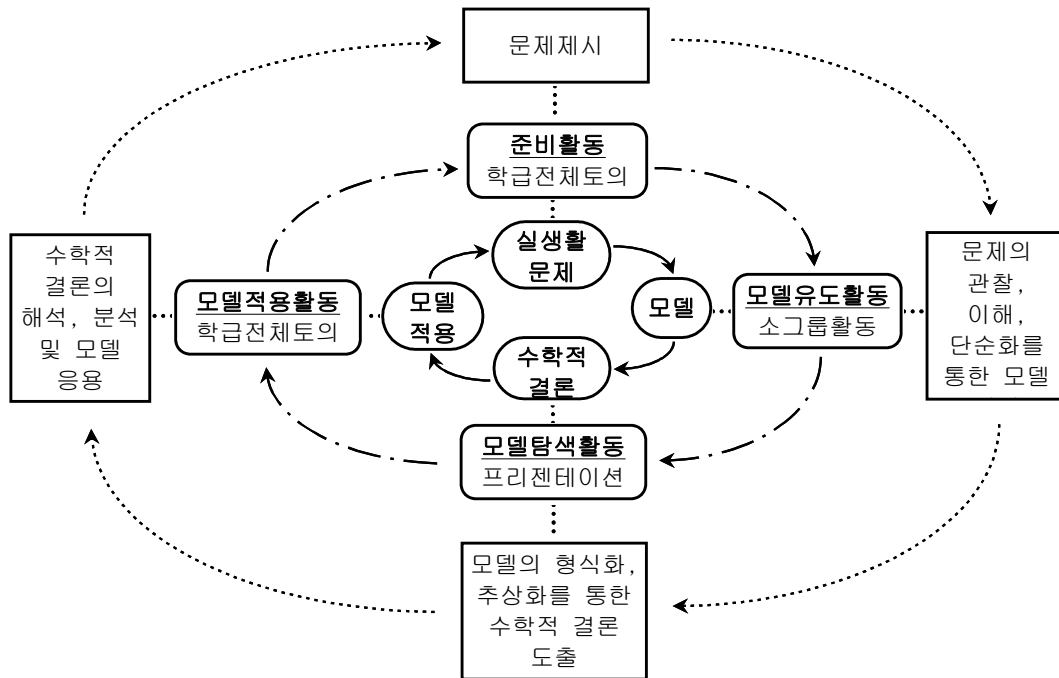 문제제시
준비활동
학급전체토의
실생활
문제
수학적
결론의
해석, 분석
및 모델
응용
모델적용활동
학급전체토의
모델
적용
모델
모델유도활동
소그룹활동
문제의
관찰,
이해,
단순화를
통한 모델
수학적
결론
모델탐색활동
프리젠테이션
모델의 형식화,
추상화를 통한
수학적 결론
도출